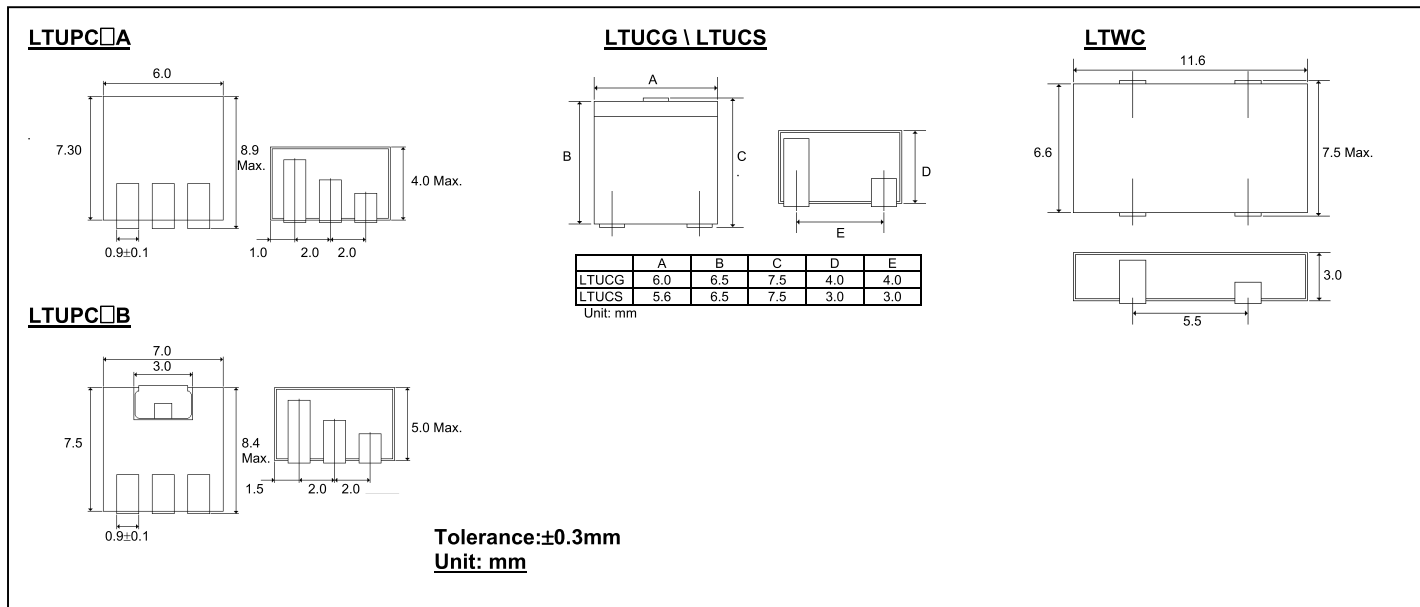 LTUPC□A
6.0
7.30
8.9
Max.
4.0 Max.
0.9±0.1
1.0 2.0 2.0
LTUPC□B
7.0
3.0
7.5
8.4
Max.
5.0 Max.
1.5 2.0 2.0
0.9±0.1
LTUCG \ LTUCS
A
B
C
D
E
A B C D E
LTUCG 6.0 6.5 7.5 4.0 4.0
LTUCS 5.6 6.5 7.5 3.0 3.0
Unit: mm
LTWC
11.6
6.6
7.5 Max.
3.0
5.5
Tolerance:±0.3mm
Unit: mm